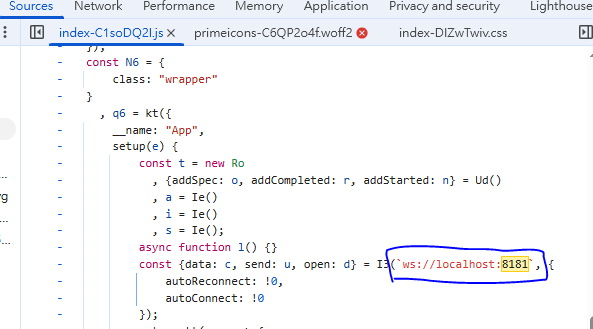 Sources Network Performance Memory Application Privacy and security Lighthouse
index-C1soDQ2I.js primeicons-C6QP2o4f.woff2 index-DIZwTwiv.css
});
- const N6 = {
- class: "wrapper"
- }
- , q6 = kt({
- __name: "App",
- setup(e) {
- const t = new Ro
- , {addSpec: o, addCompleted: r, addStarted: n} = Ud()
- , a = Ie()
- , i = Ie()
vg - , s = Ie();
- async function l() {}
- const {data: c, send: u, open: d} = I3(`ws://localhost:8181`, {
- autoReconnect: !0,
- autoConnect: !0
- });